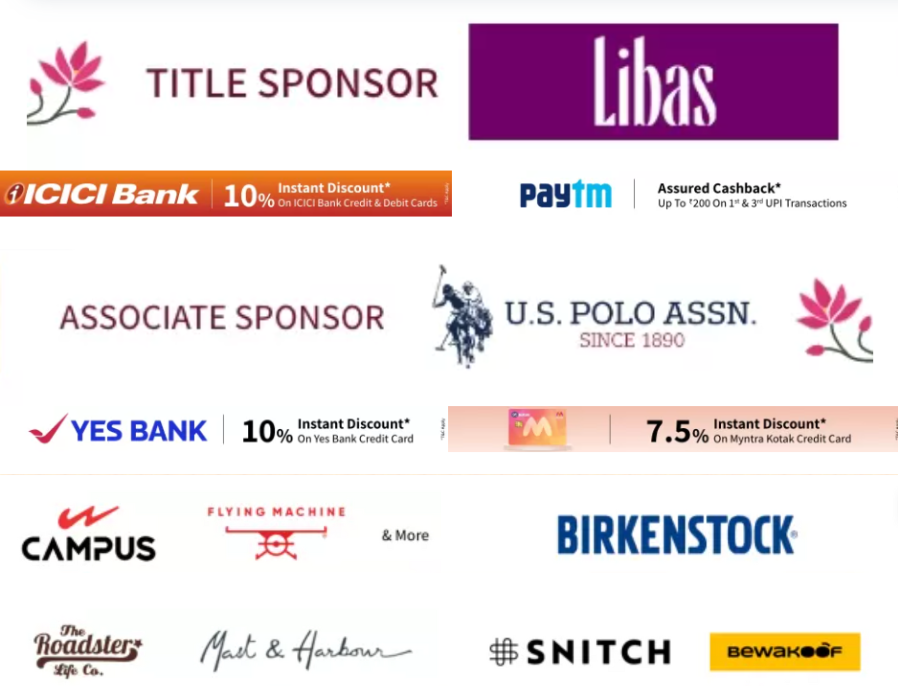 TITLE SPONSOR
Libas
ICICI Bank
10% Instant Discount*
On ICICI Bank Credit & Debit Cards
paytm
Assured Cashback*
Up To ₹200 On 1st & 3rd UPI Transactions
ASSOCIATE SPONSOR
U.S. POLO ASSN.
SINCE 1890
YES BANK
10% Instant Discount*
On Yes Bank Credit Card
M
7.5% Instant Discount*
On Myntra Kotak Credit Card
CAMPUS
FLYING MACHINE
& More
BIRKENSTOCK®
The
Roadster
Life Co.
Mast & Harbour
SNITCH
BEWAKOOF